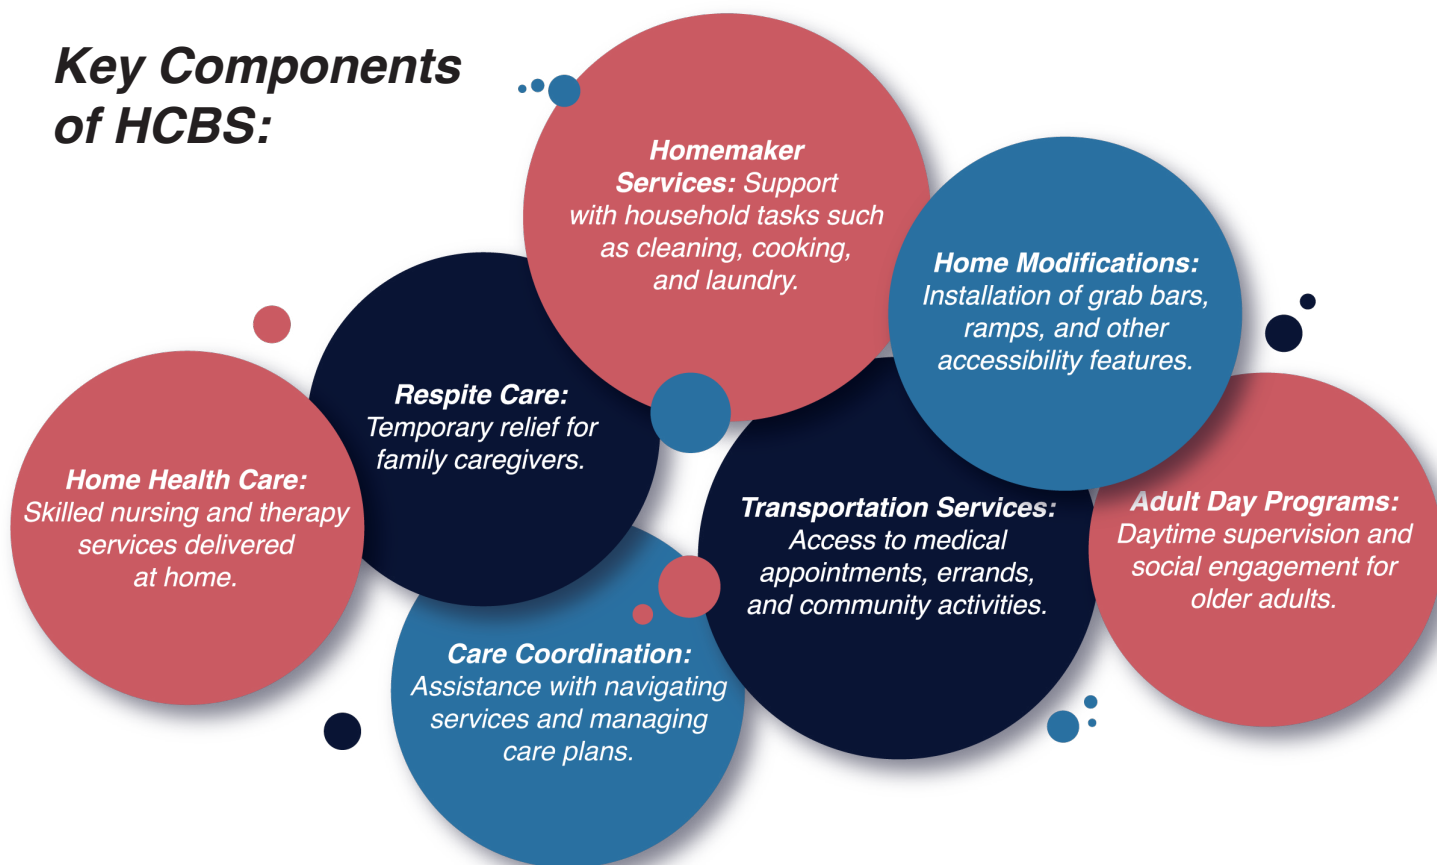 Key Components
of HCBS:
Homemaker
Services: Support
with household tasks such
as cleaning, cooking,
and laundry.
Home Modifications:
Installation of grab bars,
ramps, and other
accessibility features.
Respite Care:
Temporary relief for
family caregivers.
Home Health Care:
Skilled nursing and therapy
services delivered
at home.
Transportation Services:
Access to medical
appointments, errands,
and community activities.
Adult Day Programs:
Daytime supervision and
social engagement for
older adults.
Care Coordination:
Assistance with navigating
services and managing
care plans.